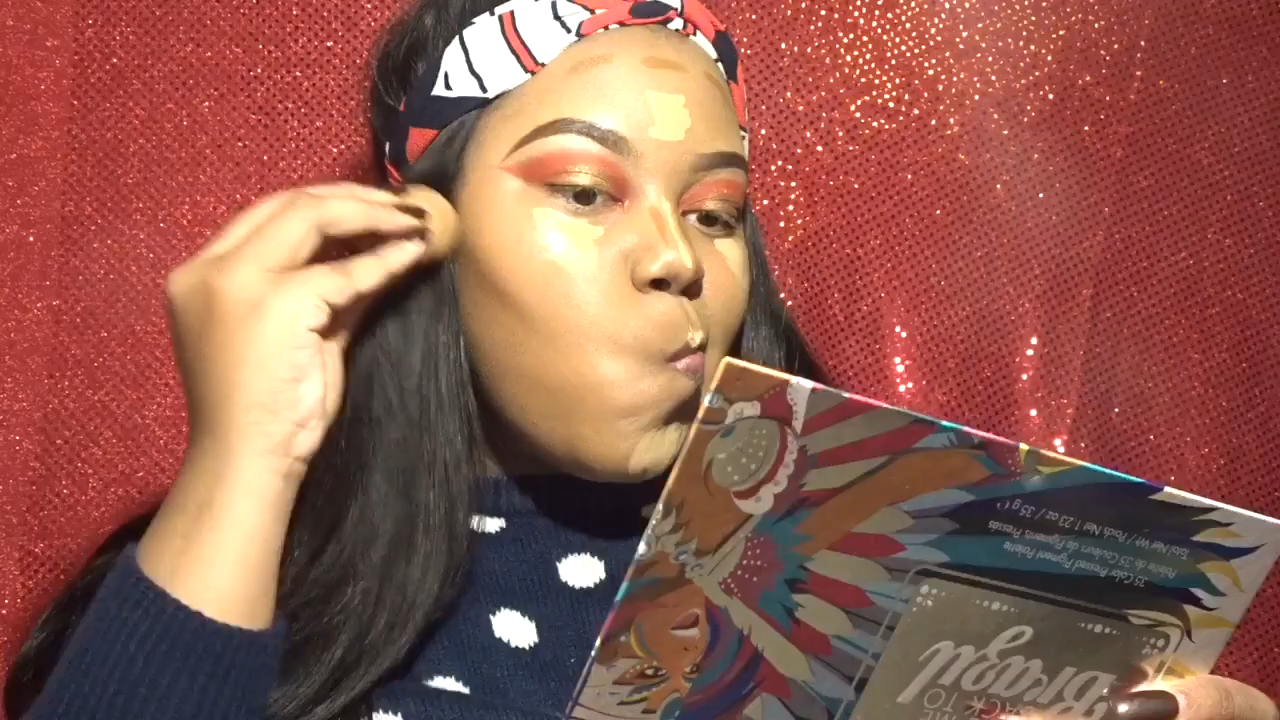 ME
BACK TO
Brazil
35 Color Pressed Pigment Palette
Palette de 35 Couleurs de Pigments Pressés
Total Net Wt / Poids Net 1.23 oz / 35 g ℮